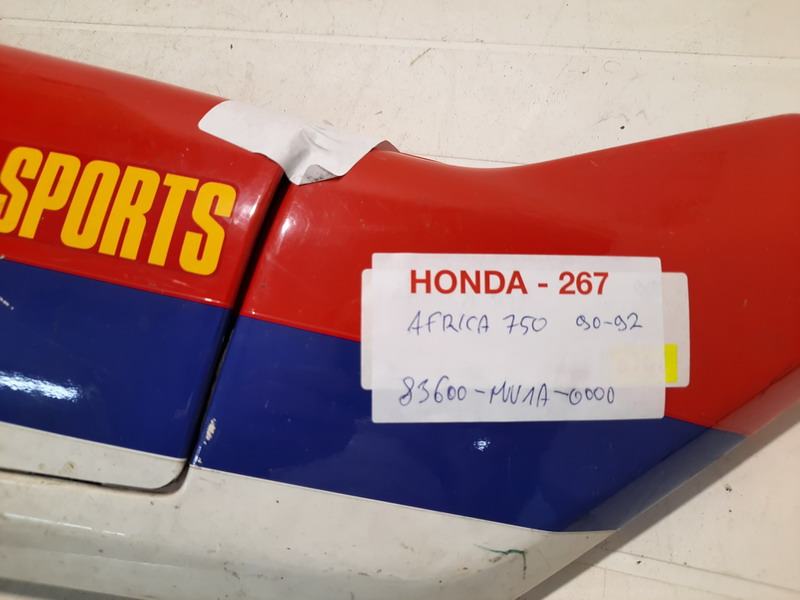 SPORTS
HONDA - 267
AFRICA 750 90-92
83600-MV1A-0000